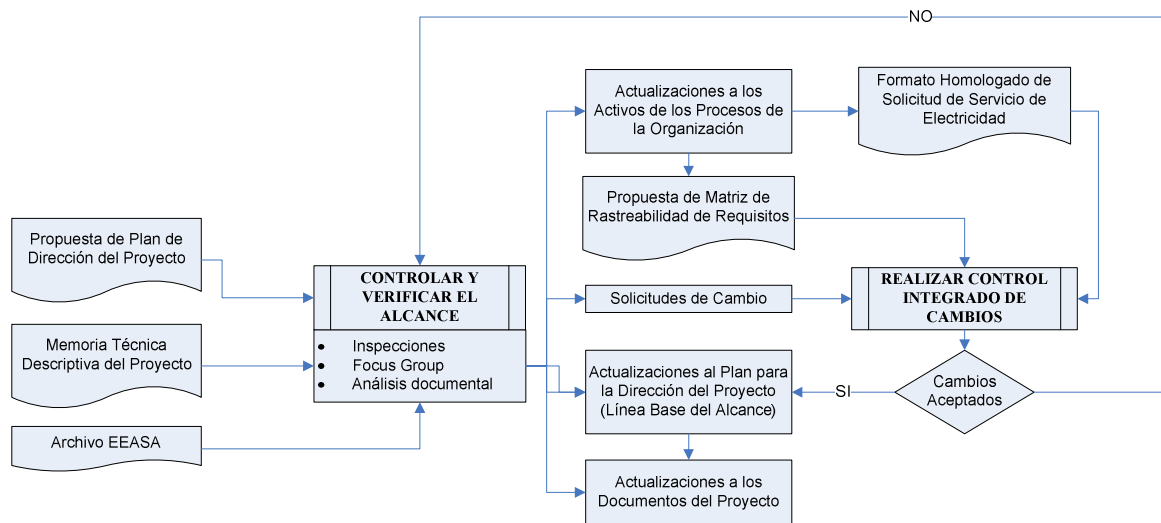 NO
Actualizaciones a los
Activos de los Procesos de
la Organización
Formato Homologado de
Solicitud de Servicio de
Electricidad
Propuesta de Matriz de
Rastreabilidad de Requisitos
Propuesta de Plan de
Dirección del Proyecto
CONTROLAR Y
VERIFICAR EL
ALCANCE
• Inspecciones
• Focus Group
• Análisis documental
Memoria Técnica
Descriptiva del Proyecto
Archivo EEASA
Solicitudes de Cambio
REALIZAR CONTROL
INTEGRADO DE
CAMBIOS
Actualizaciones al Plan para
la Dirección del Proyecto
(Línea Base del Alcance)
SI
Cambios
Aceptados
Actualizaciones a los
Documentos del Proyecto